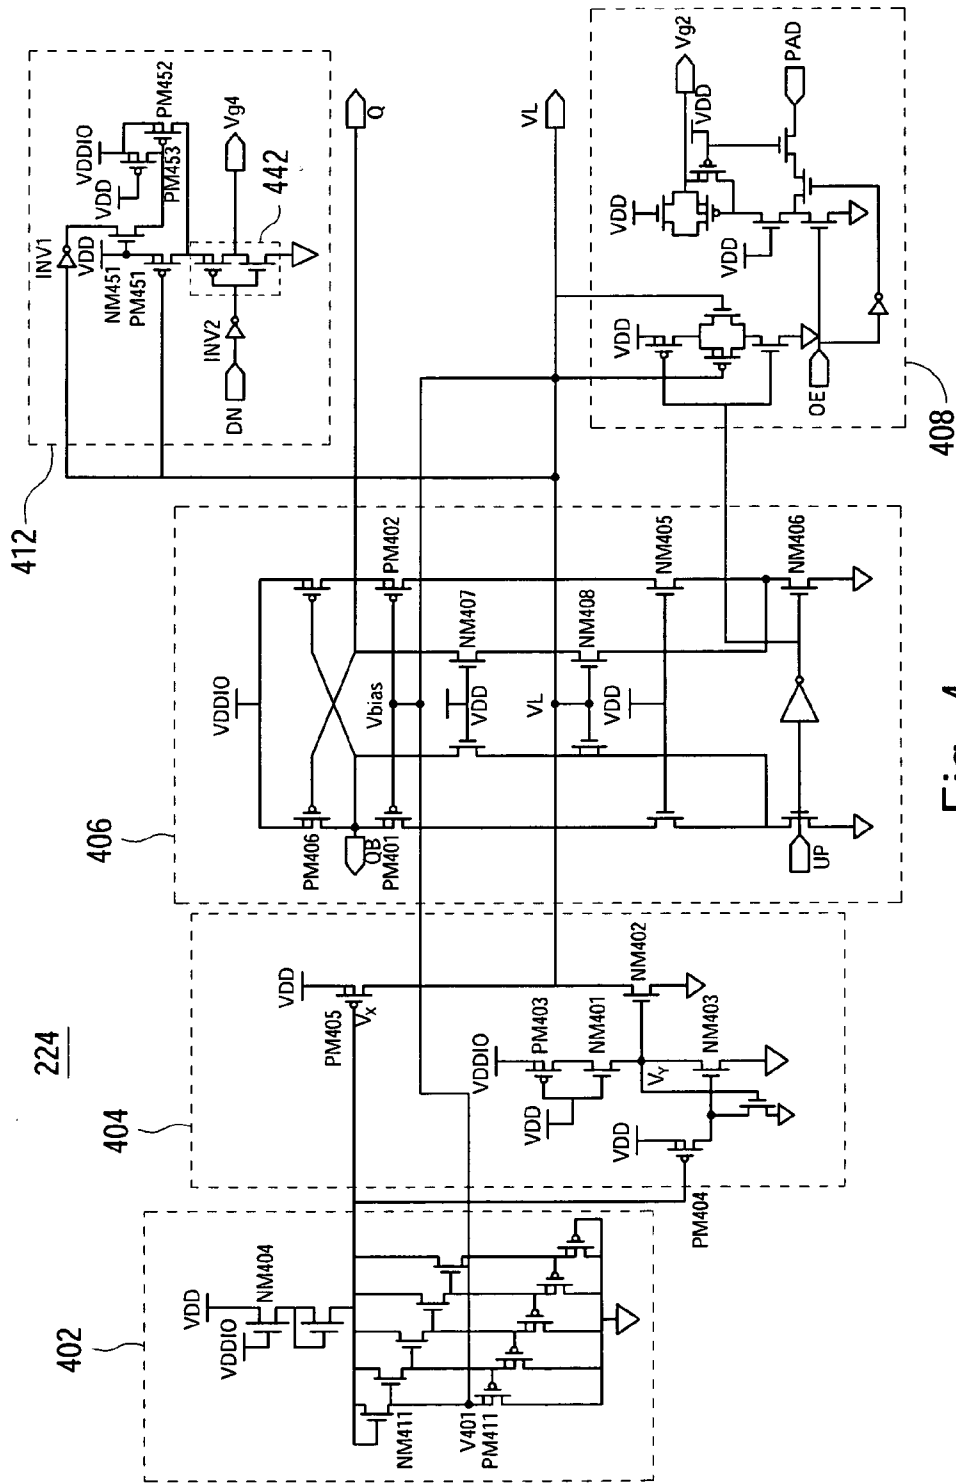 224
402
VDD
VDDIO
NM404
NM411
V401
PM411
404
VDD
PM405
Vx
VDDIO
PM403
VDD
NM401
VY
NM402
NM403
VDD
PM404
406
VDDIO
PM406
QB
PM401
Vbias
PM402
NM407
VDD
VL
NM408
VDD
NM405
NM406
UP
412
INV1
VDD
NM451
PM451
VDDIO
VDD
PM453
PM452
INV2
DN
Vg4
442
Q
VL
408
VDD
OE
VDD
VDD
VDD
Vg2
PAD
Fig. 4